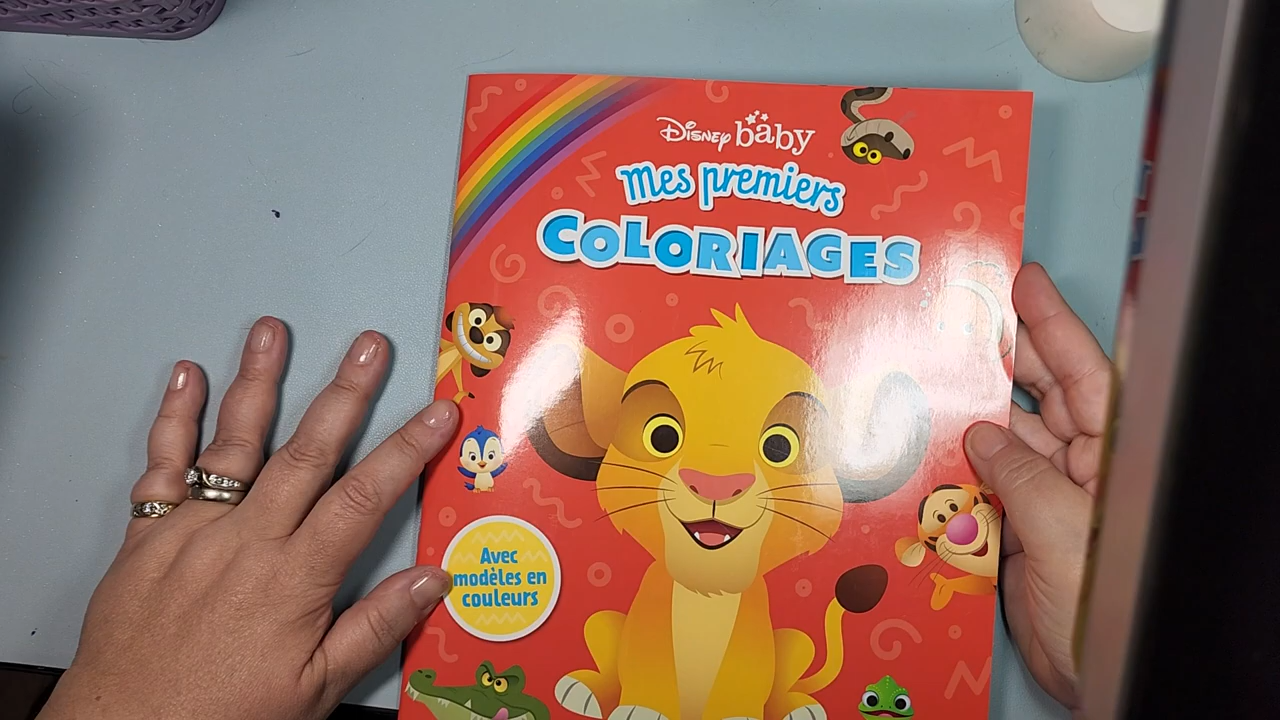 Disney baby
mes premiers
COLORIAGES
Avec
modèles en
couleurs